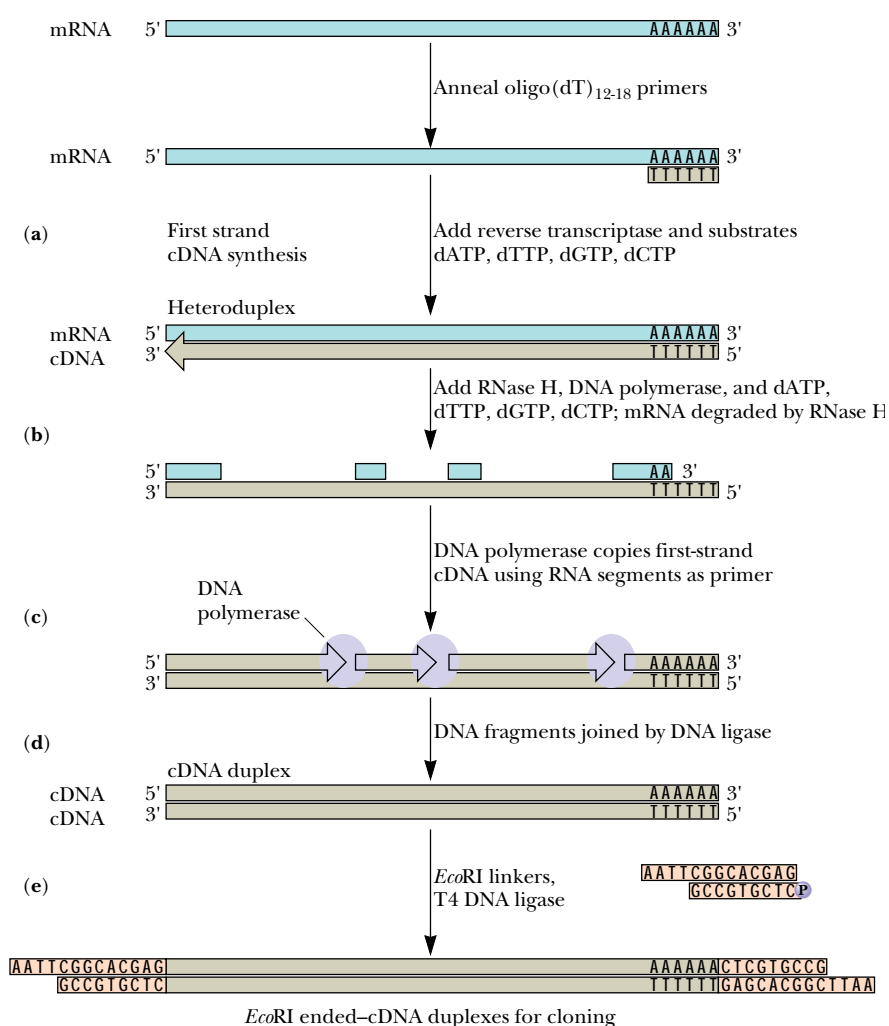 mRNA 5' AAAAAA 3'
Anneal oligo(dT)12-18 primers
mRNA 5' AAAAAA 3'
TTTTTT
(a) First strand
cDNA synthesis
Add reverse transcriptase and substrates
dATP, dTTP, dGTP, dCTP
Heteroduplex
mRNA 5' AAAAAA 3'
cDNA 3' TTTTTT 5'
Add RNase H, DNA polymerase, and dATP,
dTTP, dGTP, dCTP; mRNA degraded by RNase H
(b)
5' AA 3'
3' TTTTTT 5'
DNA polymerase copies first-strand
cDNA using RNA segments as primer
DNA
polymerase
(c)
5' AAAAAA 3'
3' TTTTTT 5'
DNA fragments joined by DNA ligase
(d)
cDNA duplex
cDNA 5' AAAAAA 3'
cDNA 3' TTTTTT 5'
(e) EcoRI linkers,
T4 DNA ligase
AATTCGGCACGAG
GCCGTGCTC P
AATTCGGCACGAG AAAAAA CTCGTGCCG
GCCGTGCTC TTTTTT GAGCACGGCTTAA
EcoRI ended–cDNA duplexes for cloning